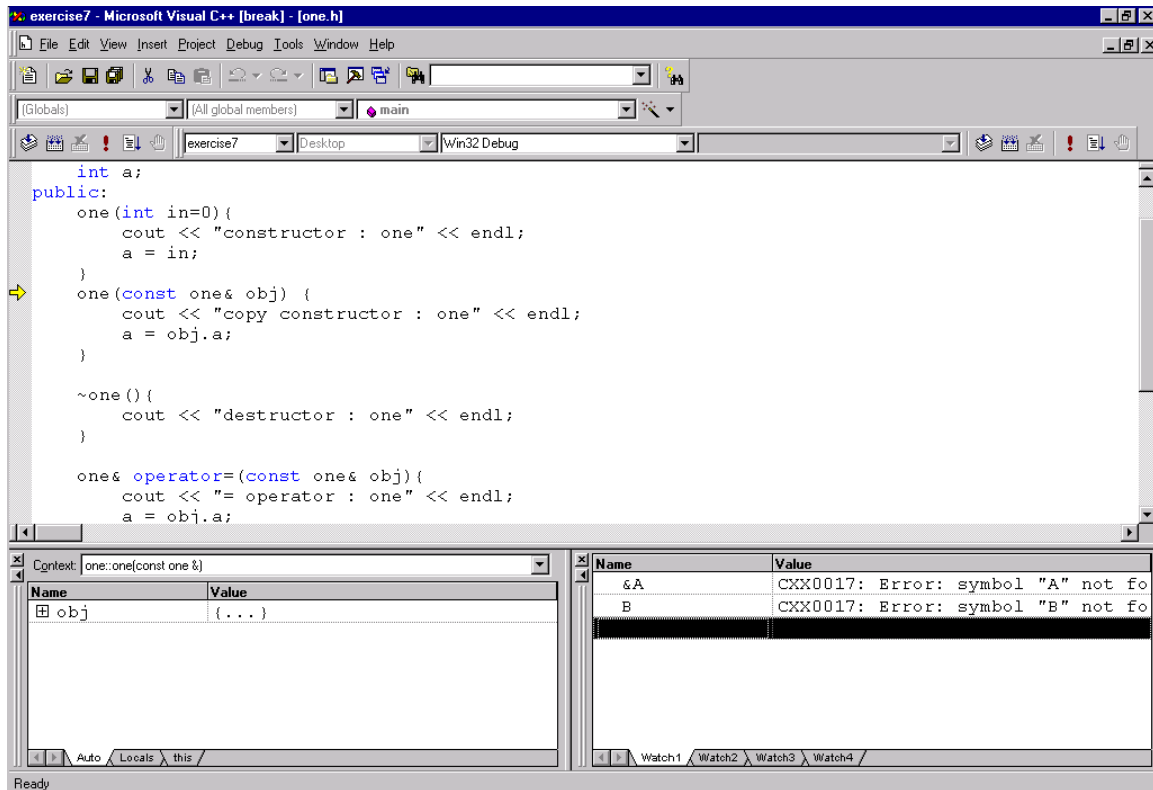 exercise7 - Microsoft Visual C++ [break] - [one.h]
File Edit View Insert Project Debug Tools Window Help
(Globals) (All global members) main
exercise7 Desktop Win32 Debug
int a;
public:
one(int in=0){
cout << "constructor : one" << endl;
a = in;
}
one(const one& obj) {
cout << "copy constructor : one" << endl;
a = obj.a;
}
~one(){
cout << "destructor : one" << endl;
}
one& operator=(const one& obj){
cout << "= operator : one" << endl;
a = obj.a;
Context: one::one(const one &)
Name Value
obj {...}
Auto Locals this
Name Value
&A CXX0017: Error: symbol "A" not fo
B CXX0017: Error: symbol "B" not fo
Watch1 Watch2 Watch3 Watch4
Ready